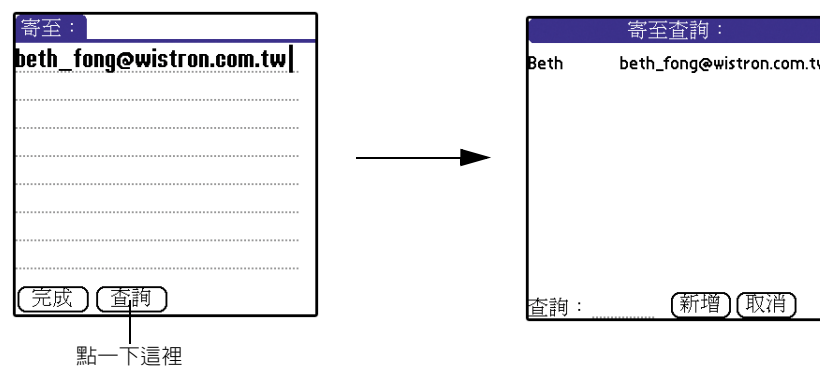 寄至：
beth_fong@wistron.com.tw
完成 查詢
點一下這裡
寄至查詢：
Beth beth_fong@wistron.com.tw
查詢： 新增 取消